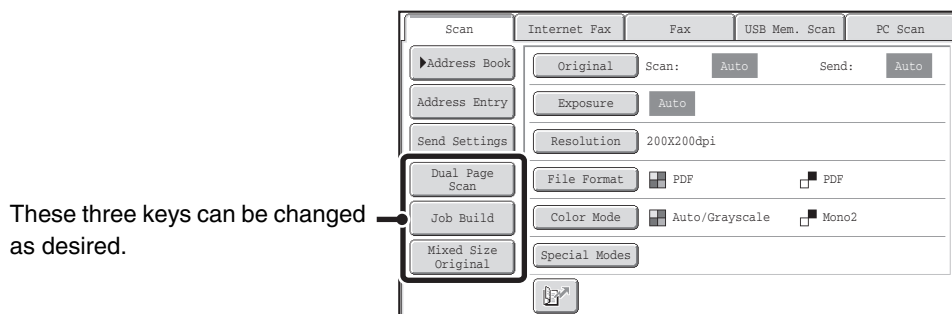 Scan Internet Fax Fax USB Mem. Scan PC Scan
Address Book
Original Scan: Auto Send: Auto
Address Entry
Exposure Auto
Send Settings
Resolution 200X200dpi
Dual Page
Scan
File Format PDF PDF
These three keys can be changed
as desired.
Job Build
Color Mode Auto/Grayscale Mono2
Mixed Size
Original
Special Modes